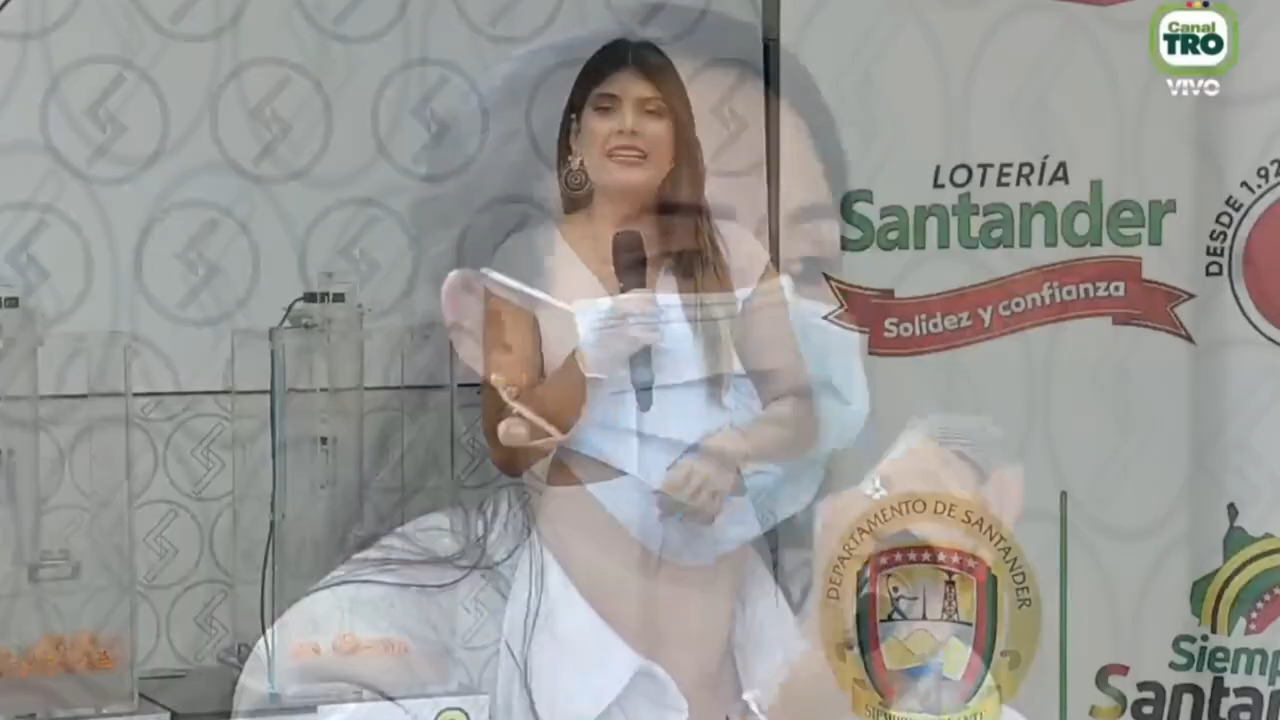 Canal
TRO
VIVO
LOTERÍA
Santander
Solidez y confianza
DESDE 1.92
DEPARTAMENTO DE SANTANDER
Siemp
Santan